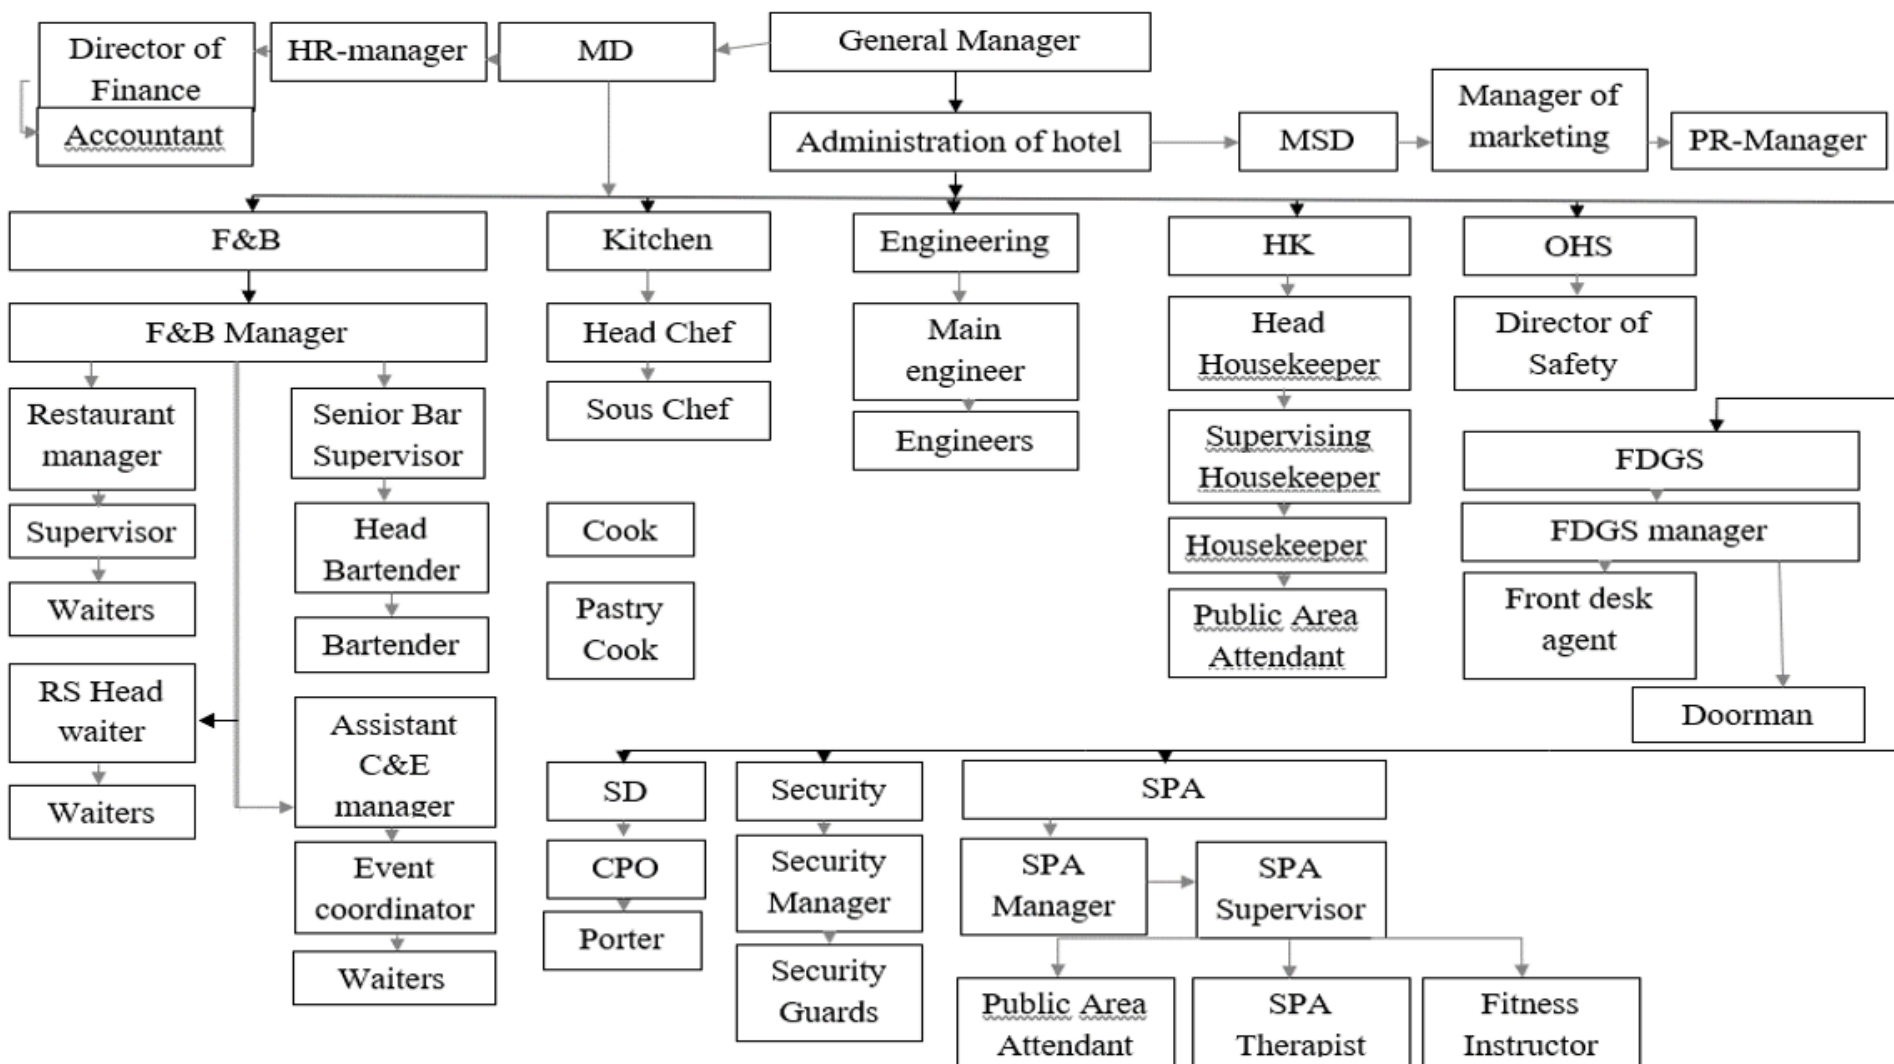 Director of
Finance
HR-manager
MD
General Manager
Accountant
Administration of hotel
MSD
Manager of
marketing
PR-Manager
F&B
Kitchen
Engineering
HK
OHS
F&B Manager
Head Chef
Main
engineer
Head
Housekeeper
Director of
Safety
Restaurant
manager
Senior Bar
Supervisor
Sous Chef
Engineers
Supervising
Housekeeper
FDGS
Supervisor
Head
Bartender
Cook
Housekeeper
FDGS manager
Waiters
Bartender
Pastry
Cook
Public Area
Attendant
Front desk
agent
RS Head
waiter
Assistant
C&E
manager
Doorman
Waiters
SD
Security
SPA
Event
coordinator
CPO
Security
Manager
SPA
Manager
SPA
Supervisor
Waiters
Porter
Security
Guards
Public Area
Attendant
SPA
Therapist
Fitness
Instructor